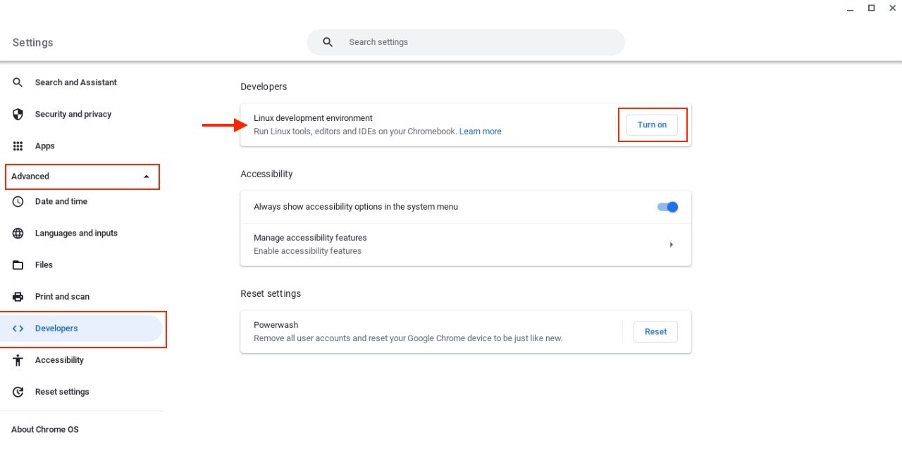 Settings
Search settings
Search and Assistant
Security and privacy
Apps
Advanced
Date and time
Languages and inputs
Files
Print and scan
Developers
Accessibility
Reset settings
About Chrome OS
Developers
Linux development environment
Run Linux tools, editors and IDEs on your Chromebook. Learn more
Turn on
Accessibility
Always show accessibility options in the system menu
Manage accessibility features
Enable accessibility features
Reset settings
Powerwash
Remove all user accounts and reset your Google Chrome device to be just like new.
Reset